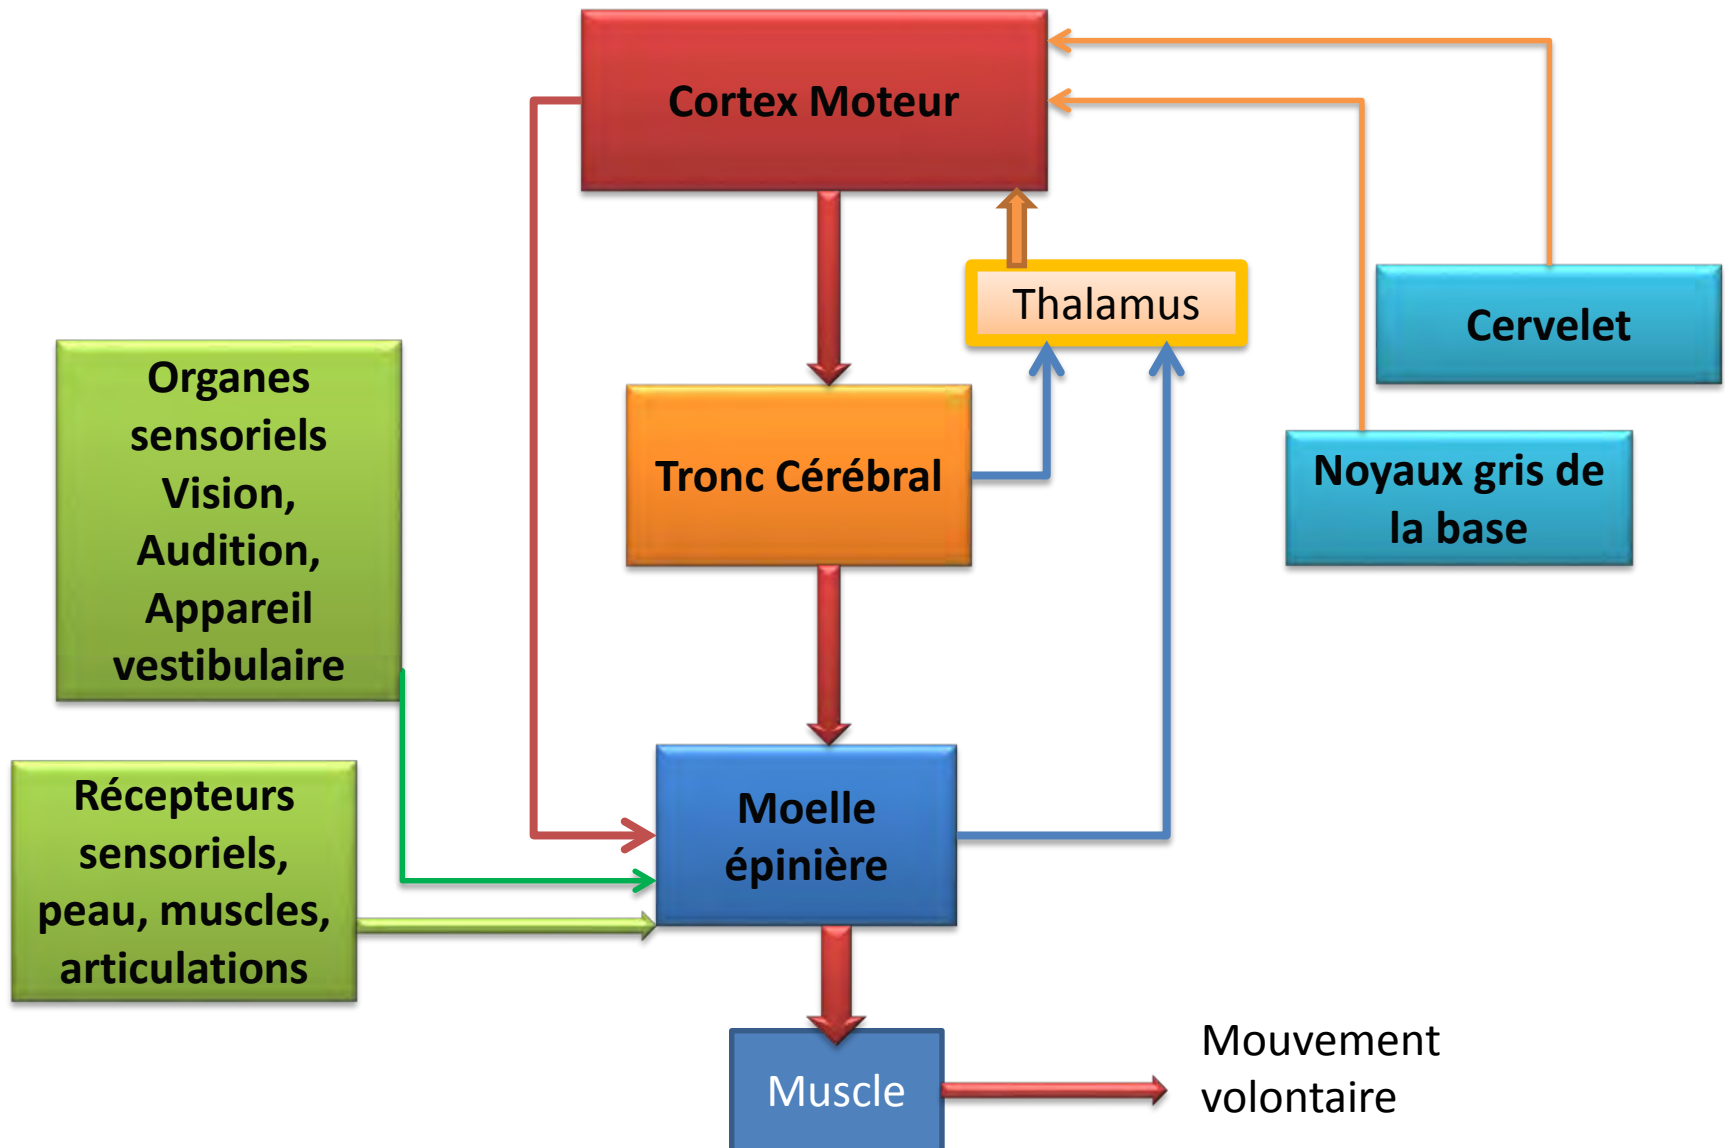 Cortex Moteur
Thalamus
Cervelet
Organes
sensoriels
Vision,
Audition,
Appareil
vestibulaire
Tronc Cérébral
Noyaux gris de
la base
Récepteurs
sensoriels,
peau, muscles,
articulations
Moelle
épinière
Muscle
Mouvement
volontaire